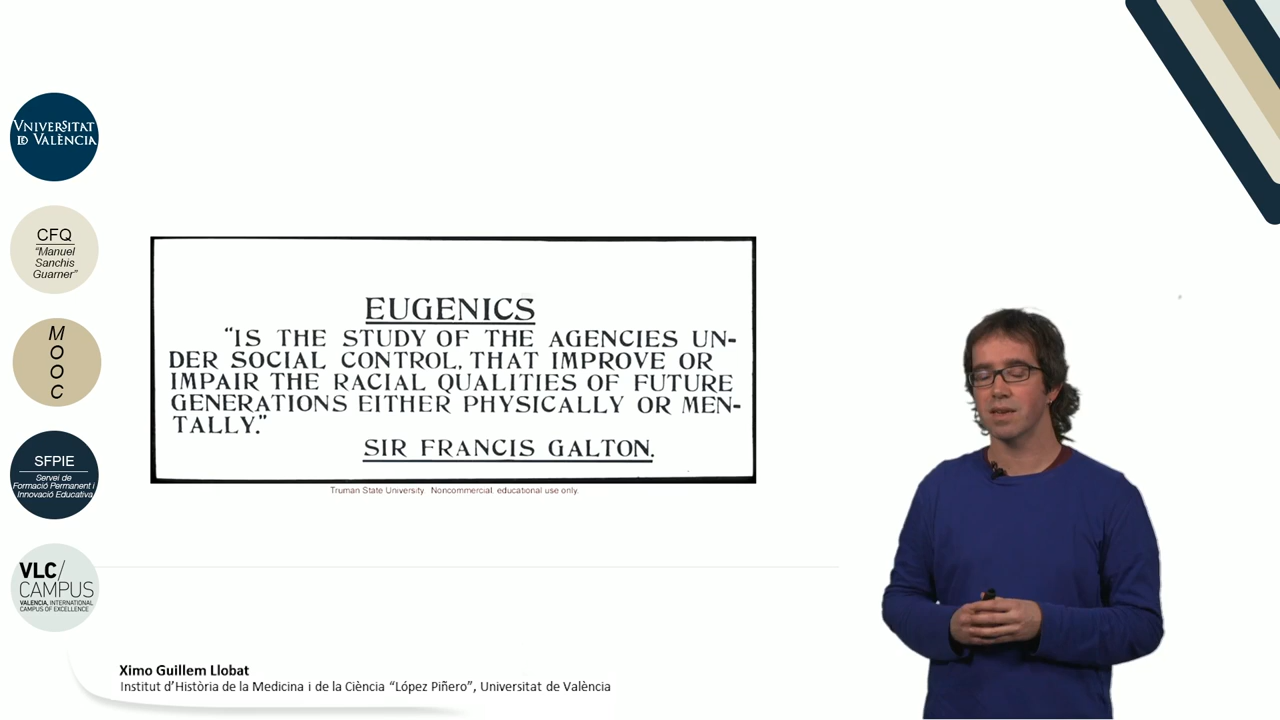 VNIVERSITAT
ID VALÈNCIA
CFQ
“Manuel
Sanchis
Guarner”
M
O
O
C
SFPIE
Servei de
Formació Permanent i
Innovació Educativa
VLC/
CAMPUS
VALENCIA, INTERNATIONAL
CAMPUS OF EXCELLENCE
EUGENICS
“IS THE STUDY OF THE AGENCIES UN-
DER SOCIAL CONTROL, THAT IMPROVE OR
IMPAIR THE RACIAL QUALITIES OF FUTURE
GENERATIONS EITHER PHYSICALLY OR MEN-
TALLY.”
SIR FRANCIS GALTON.
Truman State University Noncommercial, educational use only.
Ximo Guillem Llobat
Institut d’Història de la Medicina i de la Ciència “López Piñero”, Universitat de València